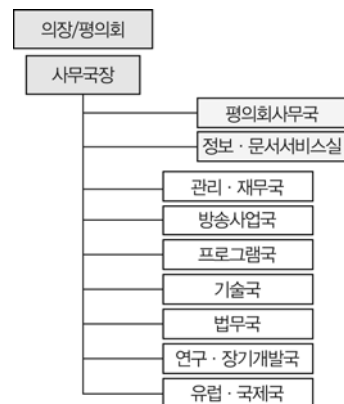 의장/평의회
사무국장
평의회사무국
정보 · 문서서비스실
관리 · 재무국
방송사업국
프로그램국
기술국
법무국
연구 · 장기개발국
유럽 · 국제국